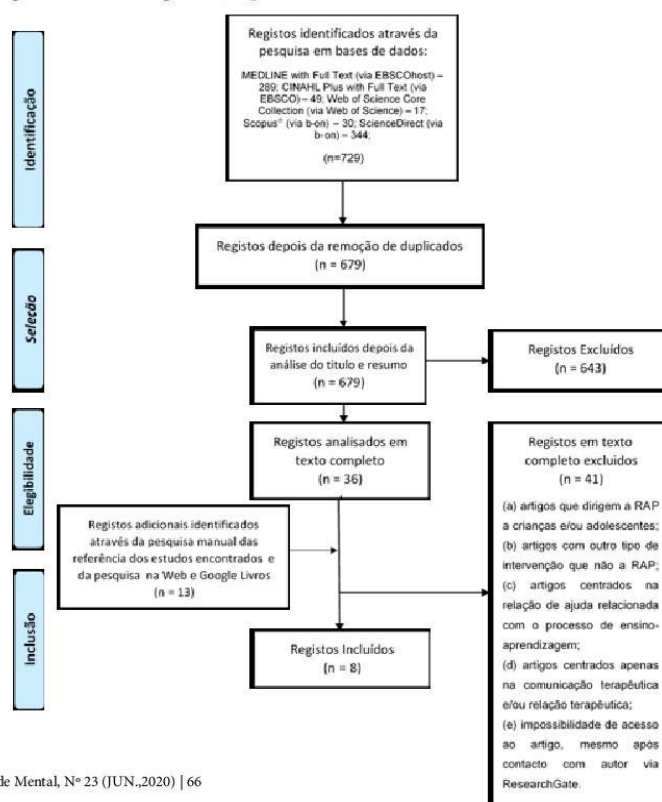 Identificação
Registos identificados através da
pesquisa em bases de dados:
MEDLINE with Full Text (via EBSCOhost) –
289; CINAHL Plus with Full Text (via
EBSCO) – 49; Web of Science Core
Collection (via Web of Science) – 17;
Scopus® (via b-on) – 30; ScienceDirect (via
b-on) – 344;
(n=729)
Registos depois da remoção de duplicados
(n = 679)
Seleção
Registos incluídos depois da
análise do titulo e resumo
(n = 679)
Registos Excluídos
(n = 643)
Elegibilidade
Registos analisados em
texto completo
(n = 36)
Registos em texto
completo excluidos
(n = 41)
(a) artigos que dirigem a RAP
a crianças e/ou adolescentes;
(b) artigos com outro tipo de
intervenção que não a RAP;
(c) artigos centrados na
relação de ajuda relacionada
com o processo de ensino-
aprendizagem;
(d) artigos centrados apenas
na comunicação terapêutica
e/ou relação terapêutica;
(e) impossibilidade de acesso
ao artigo, mesmo após
contacto com autor via
ResearchGate.
Registos adicionais identificados
através da pesquisa manual das
referência dos estudos encontrados e
da pesquisa na Web e Google Livros
(n = 13)
Inclusão
Registos Incluídos
(n = 8)
de Mental, Nº 23 (JUN.,2020) | 66